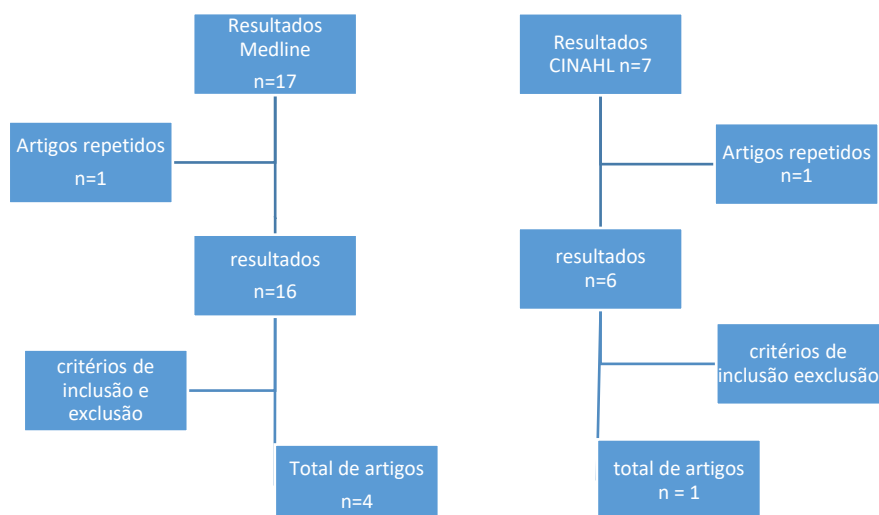 Resultados
Medline
n=17
Artigos repetidos
n=1
resultados
n=16
critérios de
inclusão e
exclusão
Total de artigos
n=4
Resultados
CINAHL n=7
Artigos repetidos
n=1
resultados
n=6
critérios de
inclusão eexclusão
total de artigos
n = 1